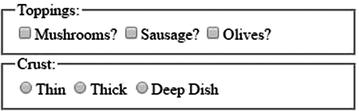 Toppings:
Mushrooms? Sausage? Olives?
Crust:
Thin Thick Deep Dish